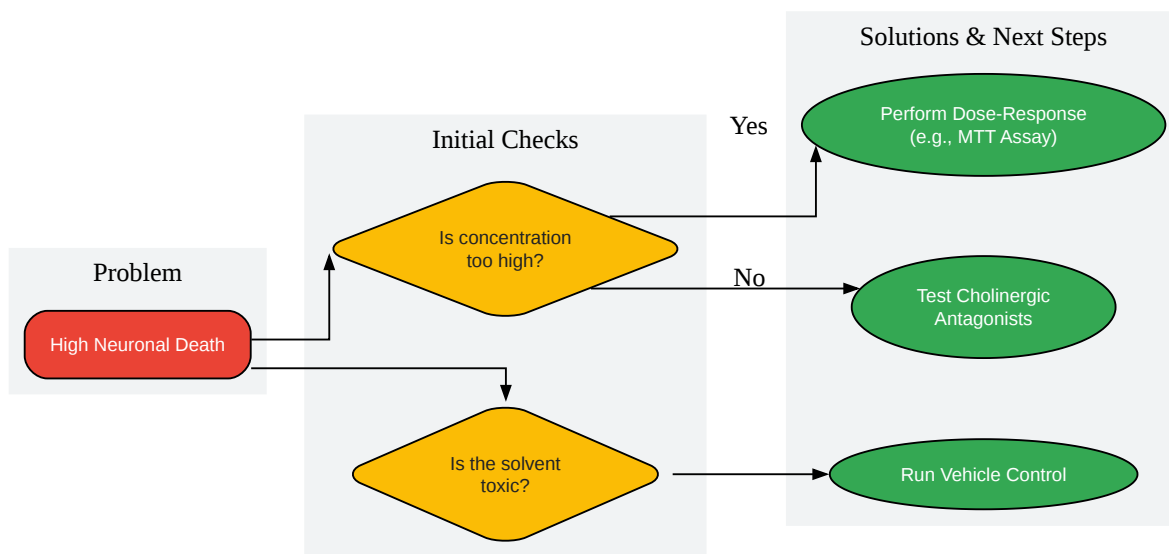 Problem
High Neuronal Death
Initial Checks
Is concentration
too high?
Is the solvent
toxic?
Yes
No
Solutions & Next Steps
Perform Dose-Response
(e.g., MTT Assay)
Test Cholinergic
Antagonists
Run Vehicle Control